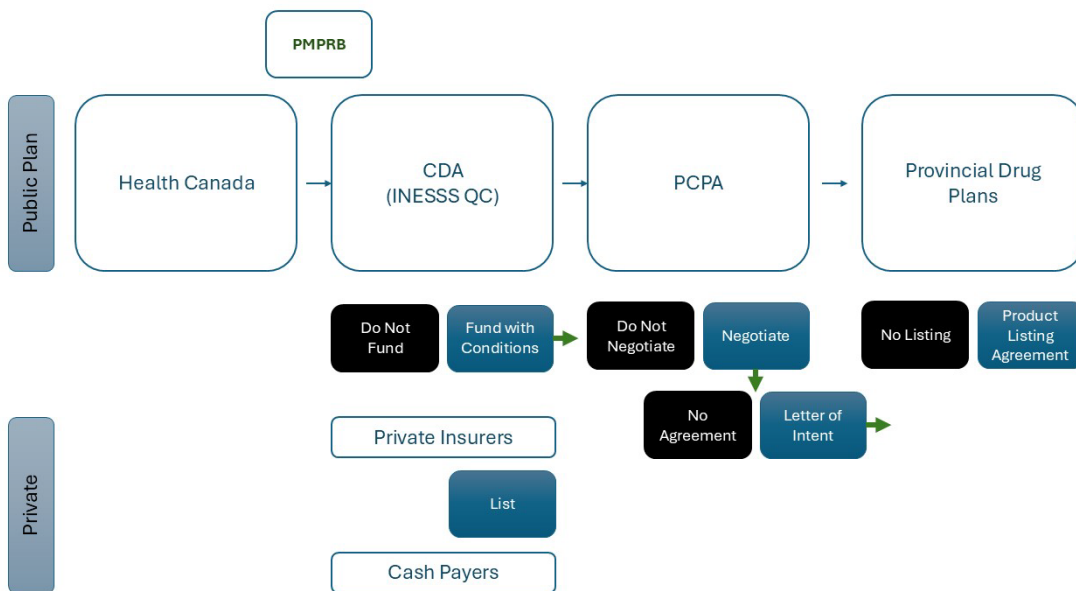 PMPRB
Public Plan
Health Canada
CDA
(INESSS QC)
PCPA
Provincial Drug
Plans
Do Not
Fund
Fund with
Conditions
Do Not
Negotiate
Negotiate
No Listing
Product
Listing
Agreement
No
Agreement
Letter of
Intent
Private
Private Insurers
List
Cash Payers